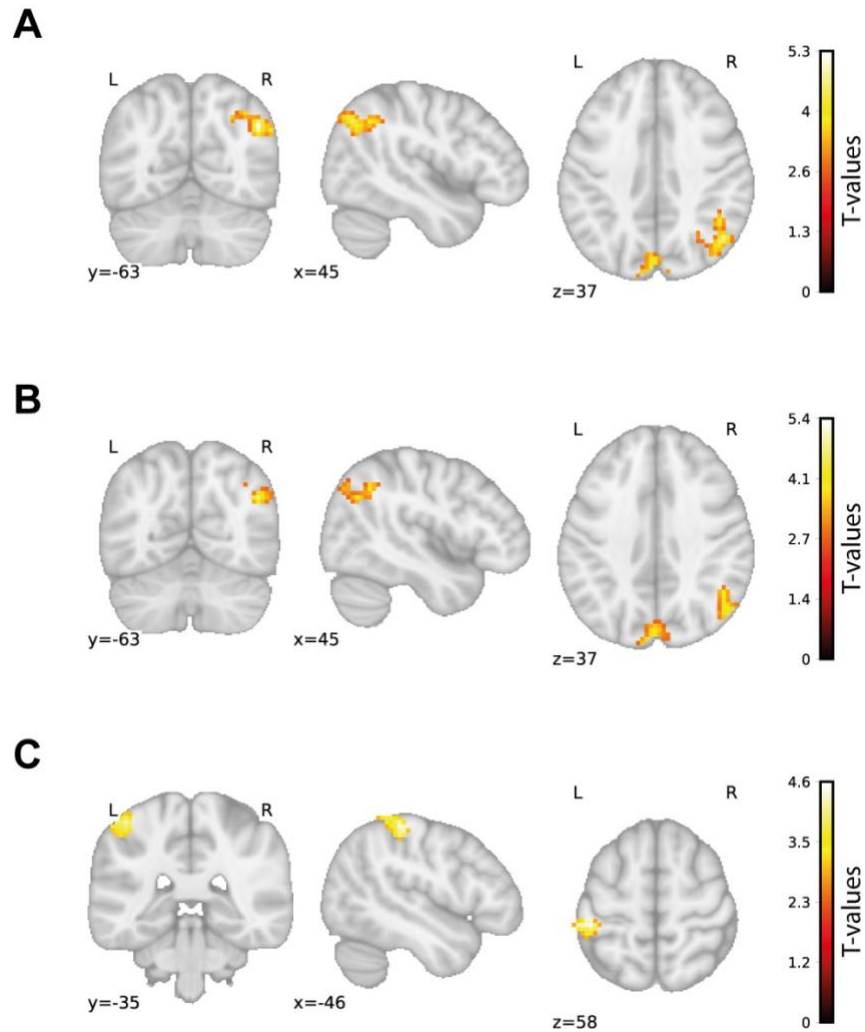 A
L R L R
y=-63 x=45 z=37
5.3
4
2.6
1.3
0
T-values
B
L R L R
y=-63 x=45 z=37
5.4
4.1
2.7
1.4
0
T-values
C
L R L R
y=-35 x=-46 z=58
4.6
3.5
2.3
1.2
0
T-values